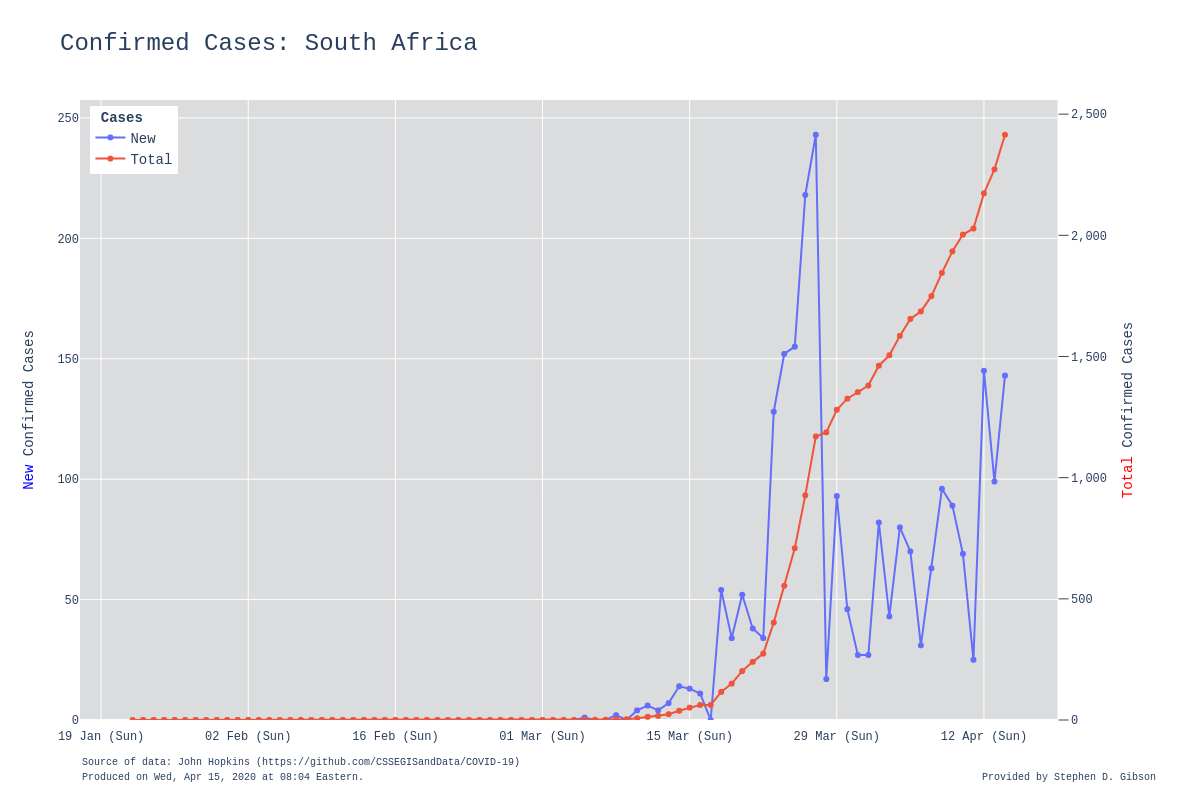 Confirmed Cases: South Africa
Cases
New
Total
250
200
150
100
50
0
2,500
2,000
1,500
1,000
500
0
New Confirmed Cases
Total Confirmed Cases
19 Jan (Sun) 02 Feb (Sun) 16 Feb (Sun) 01 Mar (Sun) 15 Mar (Sun) 29 Mar (Sun) 12 Apr (Sun)
Source of data: John Hopkins (https://github.com/CSSEGISandData/COVID-19)
Produced on Wed, Apr 15, 2020 at 08:04 Eastern.
Provided by Stephen D. Gibson